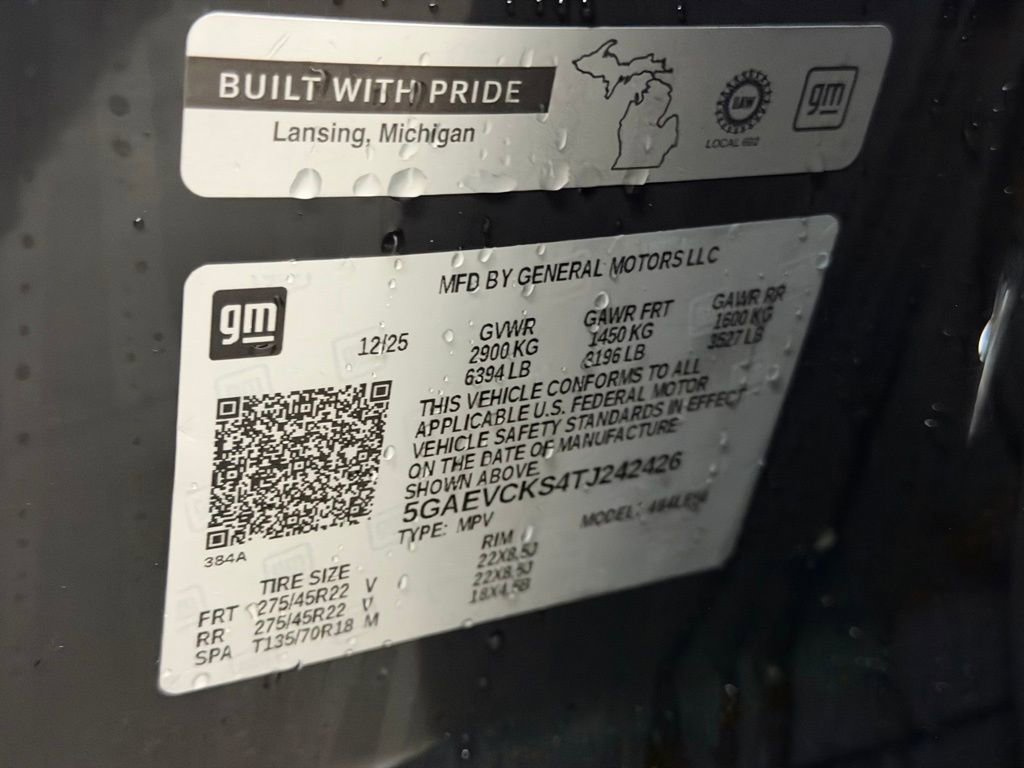 BUILT WITH PRIDE
Lansing, Michigan
UAW
LOCAL 602
gm
gm
MFD BY GENERAL MOTORS LLC
12/25
GVWR GAWR FRT GAWR RR
2900 KG 1450 KG 1600 KG
6394 LB 3196 LB 3527 LB
THIS VEHICLE CONFORMS TO ALL
APPLICABLE U.S. FEDERAL MOTOR
VEHICLE SAFETY STANDARDS IN EFFECT
ON THE DATE OF MANUFACTURE
SHOWN ABOVE.
5GAEVCKS4TJ242426
TYPE: MPV MODEL:
384A
TIRE SIZE RIM
FRT 275/45R22 V 22X8.5J
RR 275/45R22 V 22X8.5J
SPA T135/70R18 M 18X4.5B